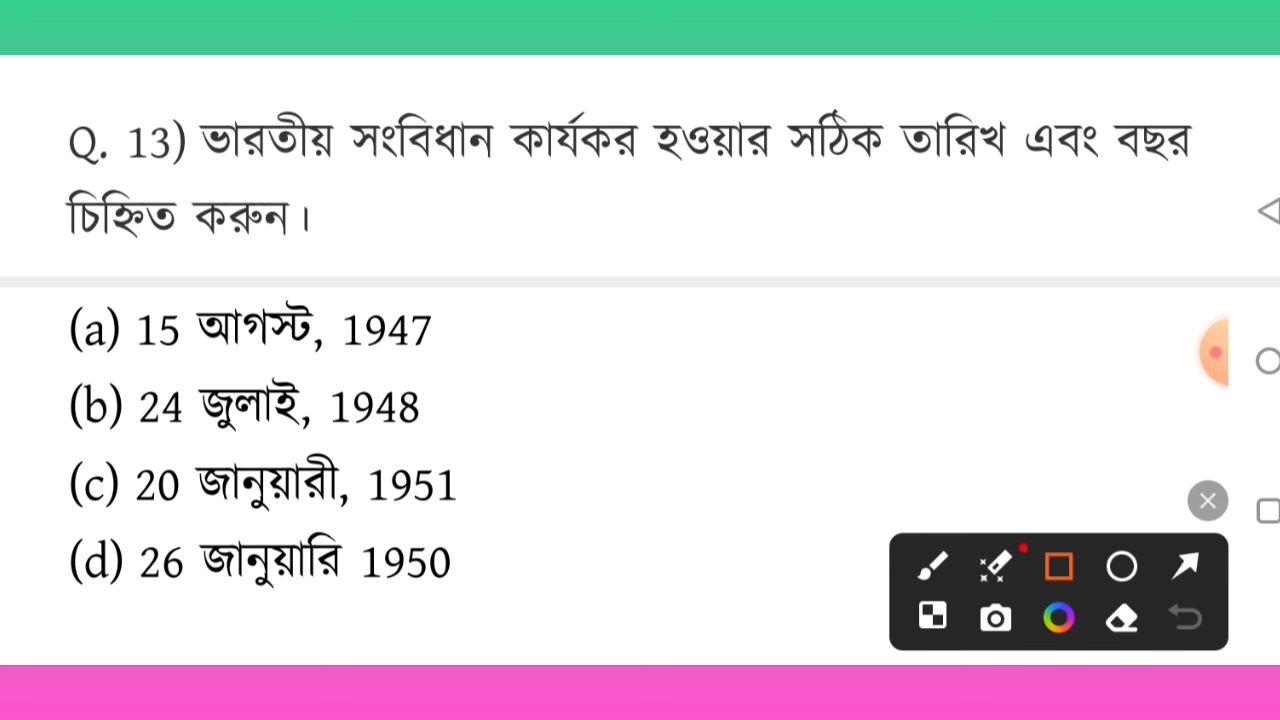 Q. 13) ভারতীয় সংবিধান কার্যকর হওয়ার সঠিক তারিখ এবং বছর
চিহ্নিত করুন।
(a) 15 আগস্ট, 1947
(b) 24 জুলাই, 1948
(c) 20 জানুয়ারী, 1951
(d) 26 জানুয়ারি 1950